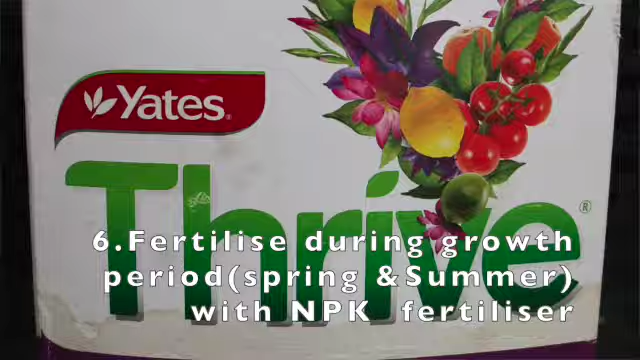 Yates®
Thrive®
6.Fertilise during growth
period(spring &Summer)
with NPK fertiliser